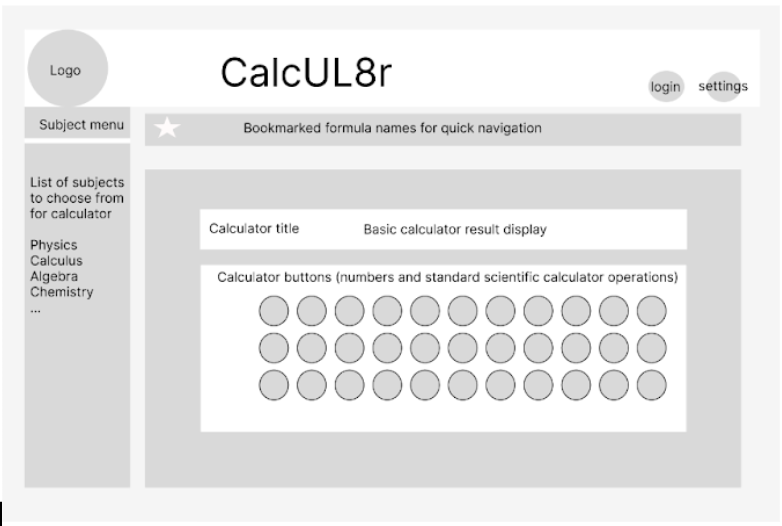 Logo
CalcUL8r
login
settings
Subject menu
Bookmarked formula names for quick navigation
List of subjects
to choose from
for calculator
Physics
Calculus
Algebra
Chemistry
...
Calculator title
Basic calculator result display
Calculator buttons (numbers and standard scientific calculator operations)